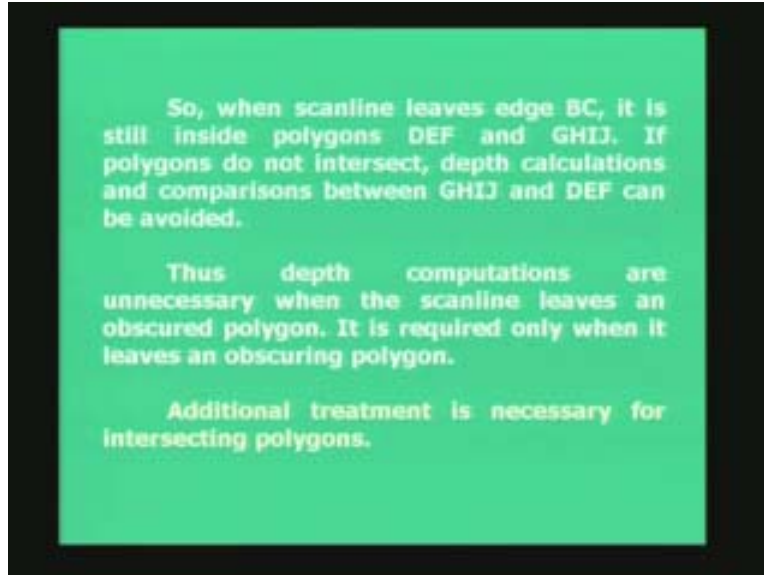 So, when scanline leaves edge BC, it is
still inside polygons DEF and GHIJ. If
polygons do not intersect, depth calculations
and comparisons between GHIJ and DEF can
be avoided.
Thus depth computations are
unnecessary when the scanline leaves an
obscured polygon. It is required only when it
leaves an obscuring polygon.
Additional treatment is necessary for
intersecting polygons.